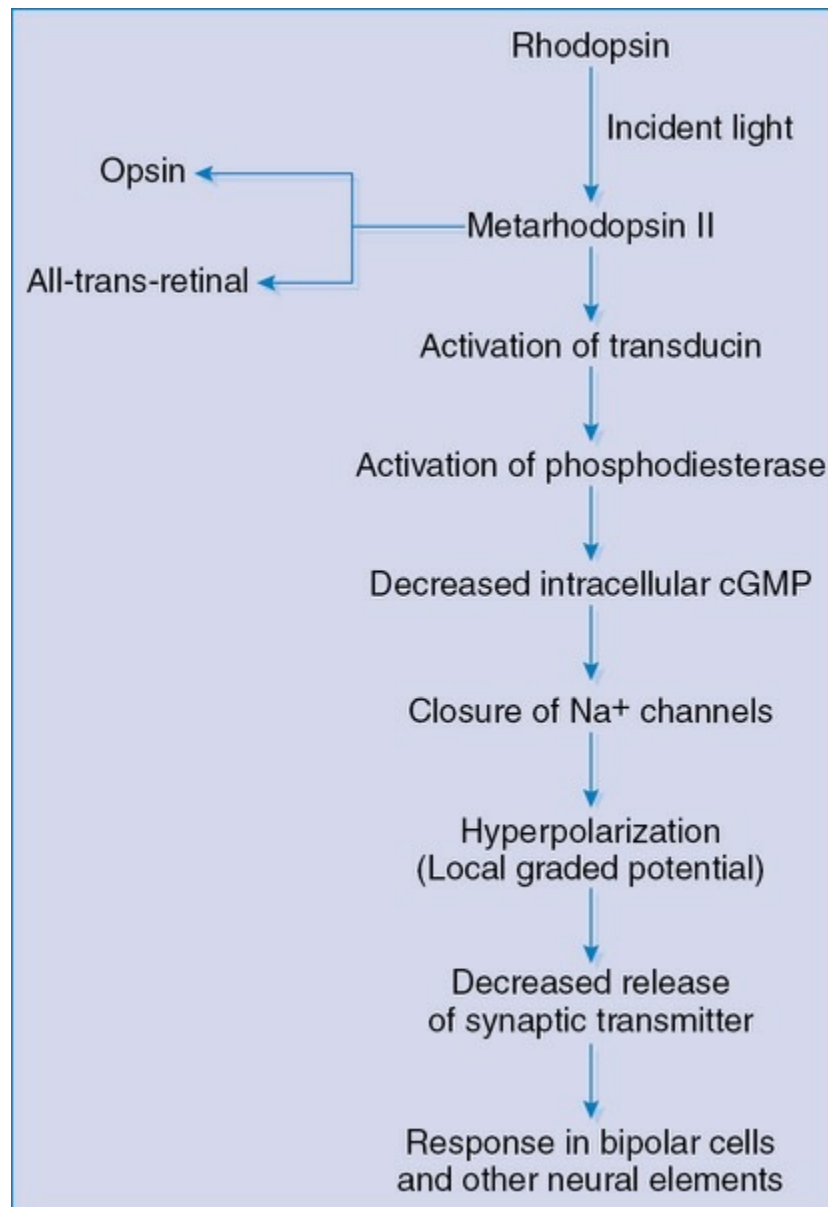 Rhodopsin
Incident light
Opsin
Metarhodopsin II
All-trans-retinal
Activation of transducin
Activation of phosphodiesterase
Decreased intracellular cGMP
Closure of Na+ channels
Hyperpolarization
(Local graded potential)
Decreased release
of synaptic transmitter
Response in bipolar cells
and other neural elements